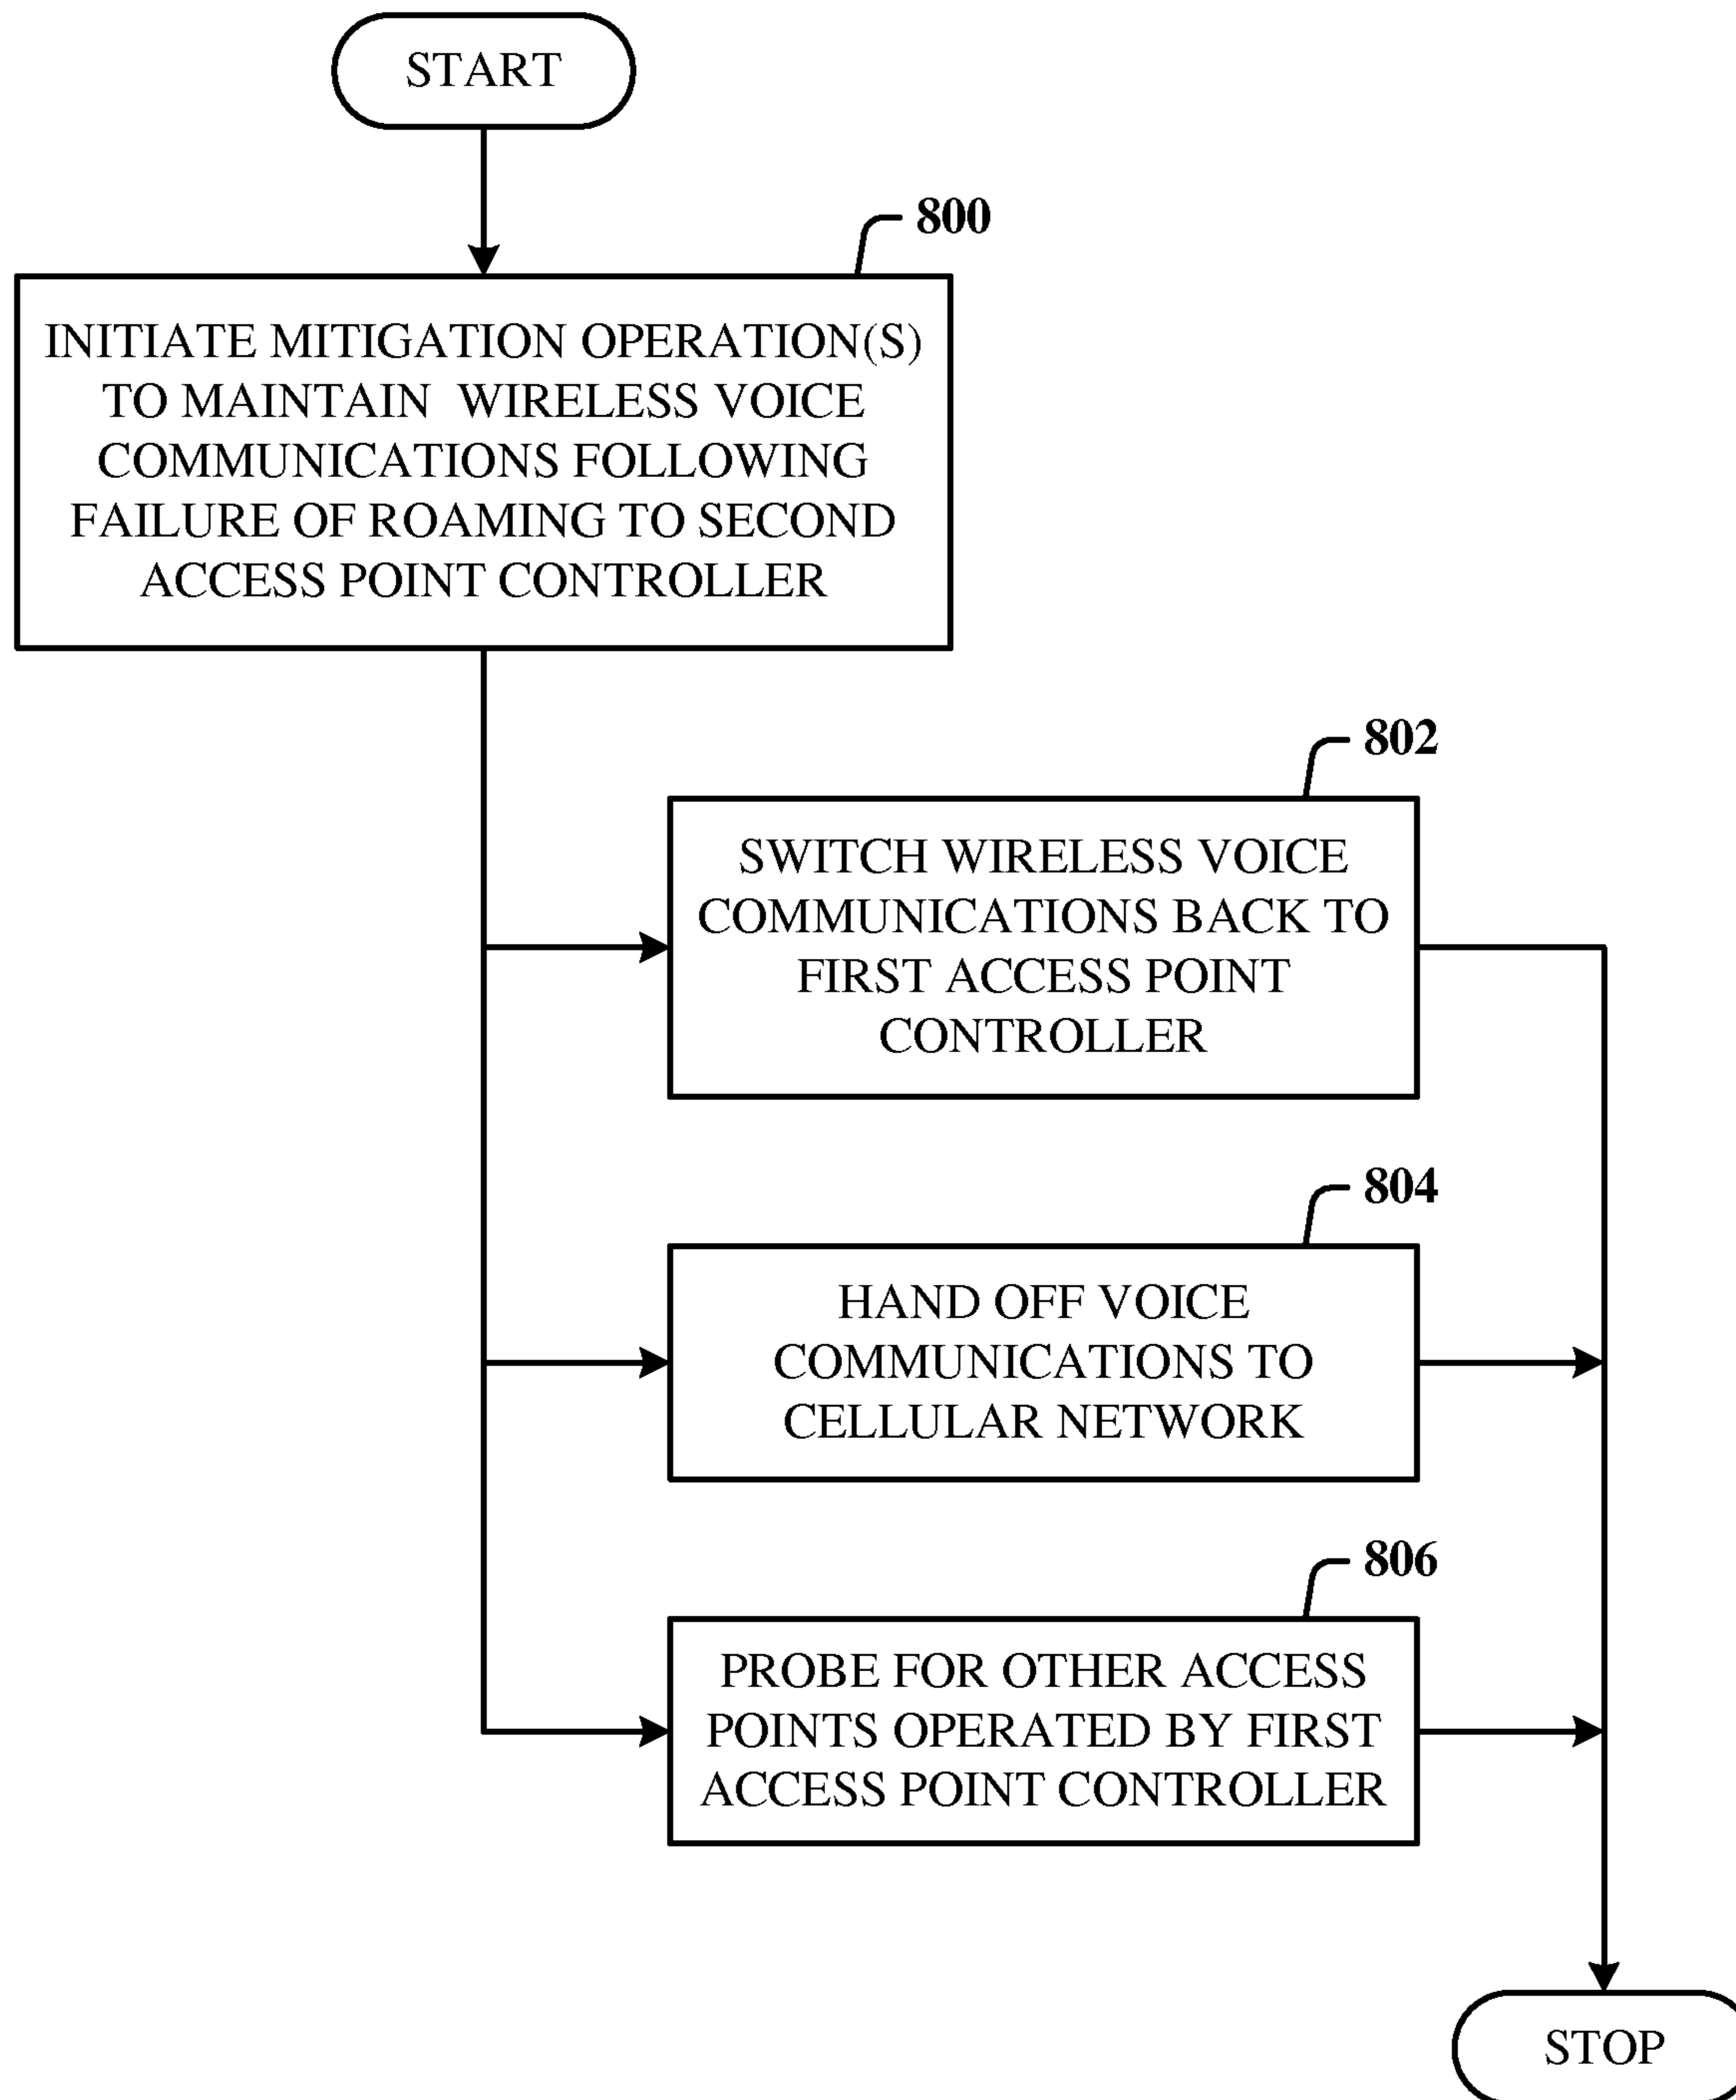 START
800
INITIATE MITIGATION OPERATION(S)
TO MAINTAIN WIRELESS VOICE
COMMUNICATIONS FOLLOWING
FAILURE OF ROAMING TO SECOND
ACCESS POINT CONTROLLER
802
SWITCH WIRELESS VOICE
COMMUNICATIONS BACK TO
FIRST ACCESS POINT
CONTROLLER
804
HAND OFF VOICE
COMMUNICATIONS TO
CELLULAR NETWORK
806
PROBE FOR OTHER ACCESS
POINTS OPERATED BY FIRST
ACCESS POINT CONTROLLER
STOP